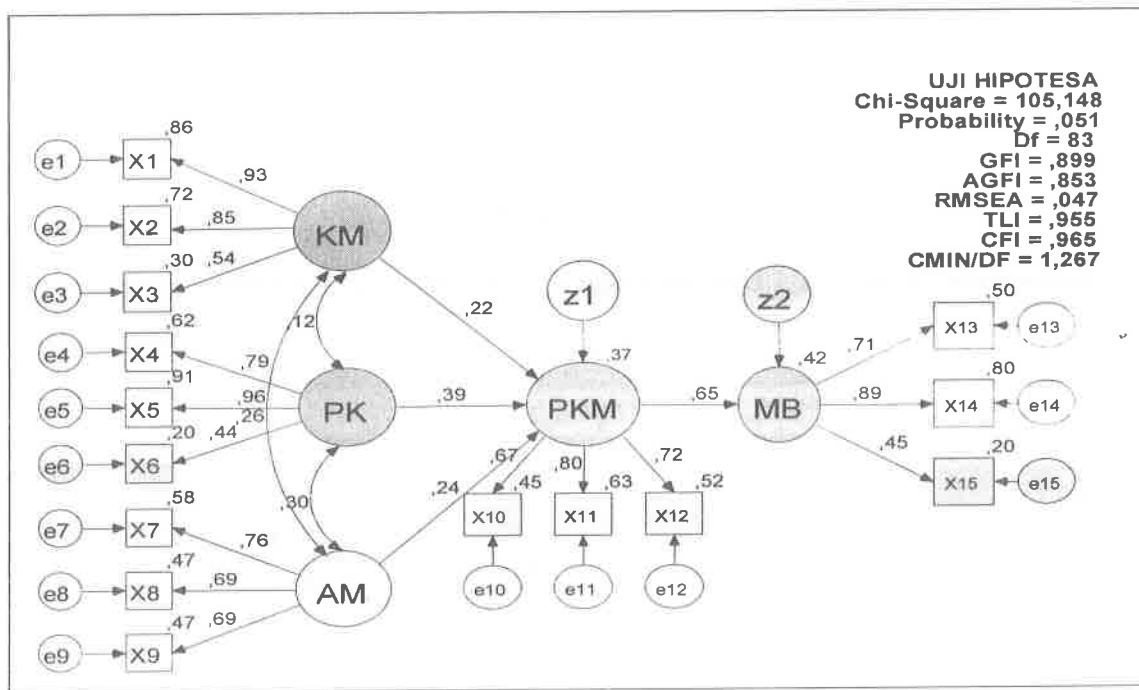 UJI HIPOTESA
Chi-Square = 105,148
Probability = ,051
Df = 83
GFI = ,899
AGFI = ,853
RMSEA = ,047
TLI = ,955
CFI = ,965
CMIN/DF = 1,267
,86
e1 X1
,93
,72
e2 X2 ,85
KM
,30 ,54
e3 X3
z1 z2
,50
X13 e13
,62 ,12 ,22
e4 X4
,79
,37 ,42 ,71
,91
e5 X5 ,96
PK ,39 PKM ,65 MB ,89
,80
X14 e14
,26
,20 ,44
e6 X6
,67 ,80 ,72 ,45
,20
X15 e15
,30 ,24 ,45 ,63 ,52
X10 X11 X12
,58
e7 X7
,76
e10 e11 e12
,47
e8 X8 ,69
AM
,47 ,69
e9 X9